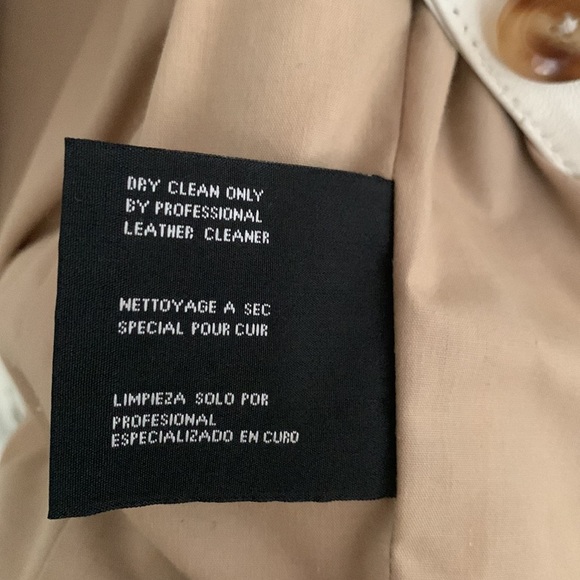 DRY CLEAN ONLY
BY PROFESSIONAL
LEATHER CLEANER
NETTOYAGE A SEC
SPECIAL POUR CUIR
LIMPIEZA SOLO POR
PROFESIONAL
ESPECIALIZADO EN CURO